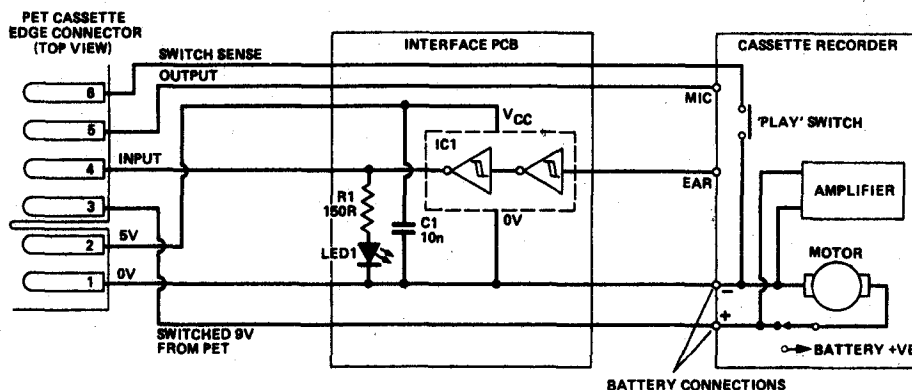 PET CASSETTE
EDGE CONNECTOR
(TOP VIEW)
SWITCH SENSE
OUTPUT
INPUT
6
5
4
3
2
1
5V
0V
SWITCHED 9V
FROM PET
INTERFACE PCB
VCC
IC1
0V
R1
150R
C1
10n
LED1
CASSETTE RECORDER
MIC
'PLAY' SWITCH
EAR
AMPLIFIER
MOTOR
−
+
BATTERY +VE
BATTERY CONNECTIONS